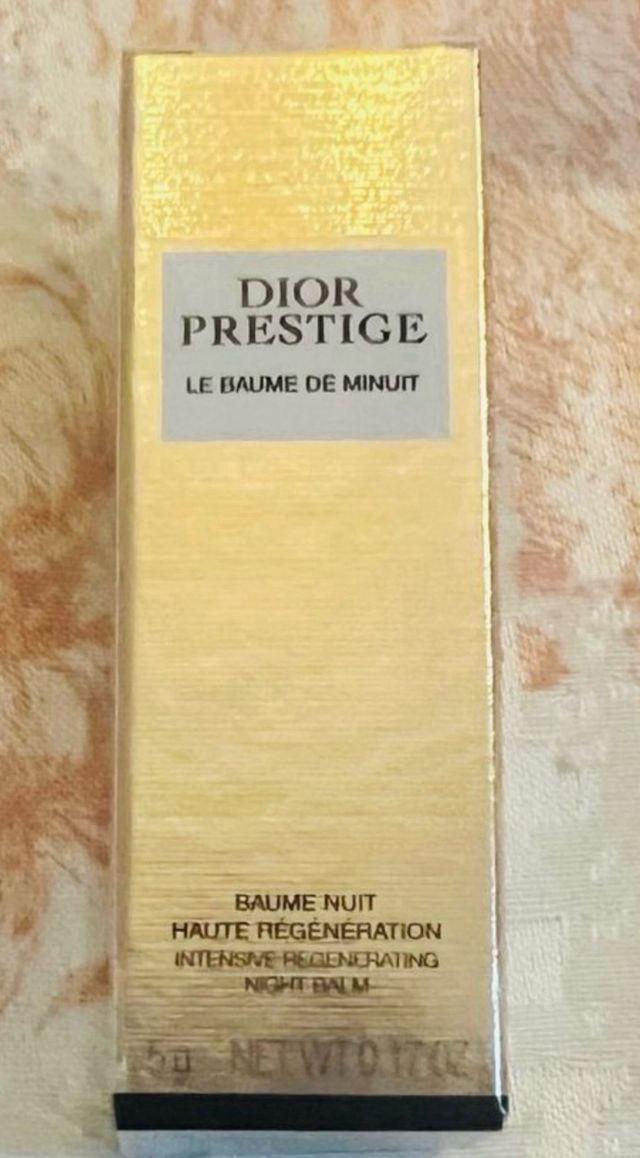 DIOR
PRESTIGE
LE BAUME DE MINUIT
BAUME NUIT
HAUTE RÉGÉNÉRATION
INTENSIVE REGENERATING
NIGHT BALM
5g NET WT 0.17 OZ